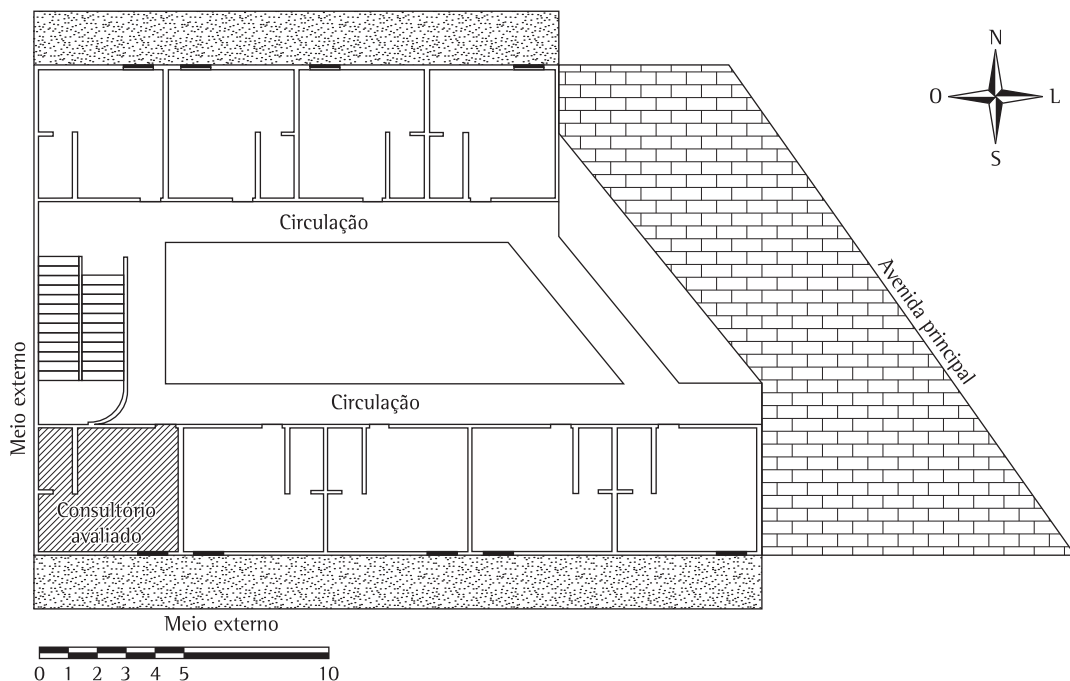 N
O L
S
Circulação
Avenida principal
Meio externo
Circulação
Consultório
avaliado
Meio externo
0 1 2 3 4 5 10